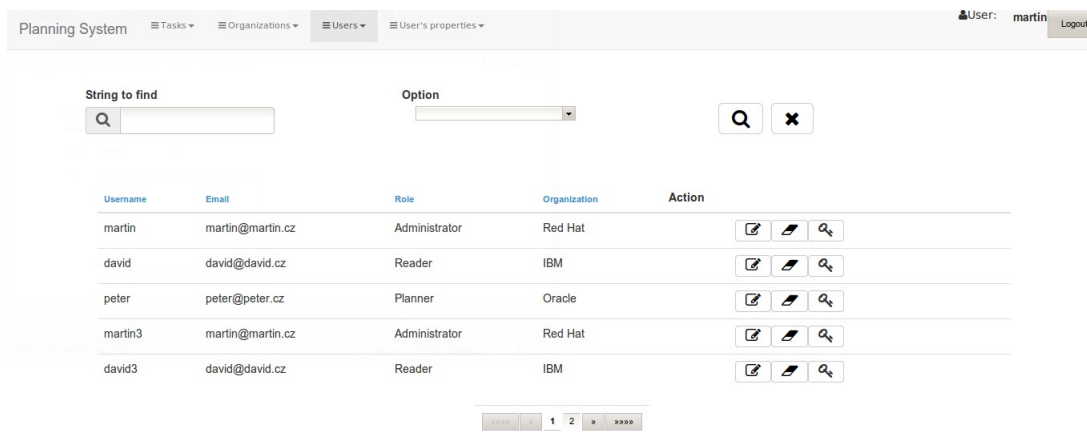 Planning System Tasks Organizations Users User's properties User: martin Logout
String to find Option
Username Email Role Organization Action
martin martin@martin.cz Administrator Red Hat
david david@david.cz Reader IBM
peter peter@peter.cz Planner Oracle
martin3 martin@martin.cz Administrator Red Hat
david3 david@david.cz Reader IBM
«««« « 1 2 » »»»»